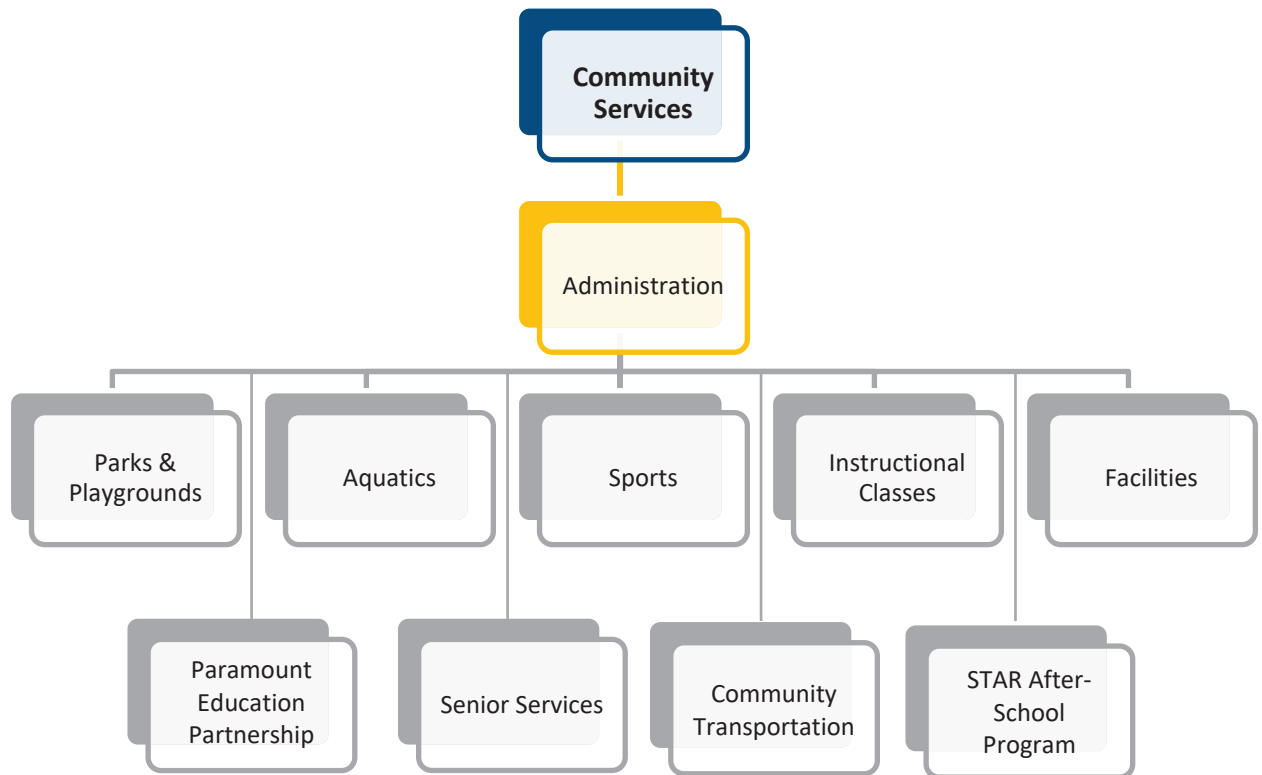 Community
Services
Administration
Parks &
Playgrounds
Aquatics
Sports
Instructional
Classes
Facilities
Paramount
Education
Partnership
Senior Services
Community
Transportation
STAR After-
School
Program